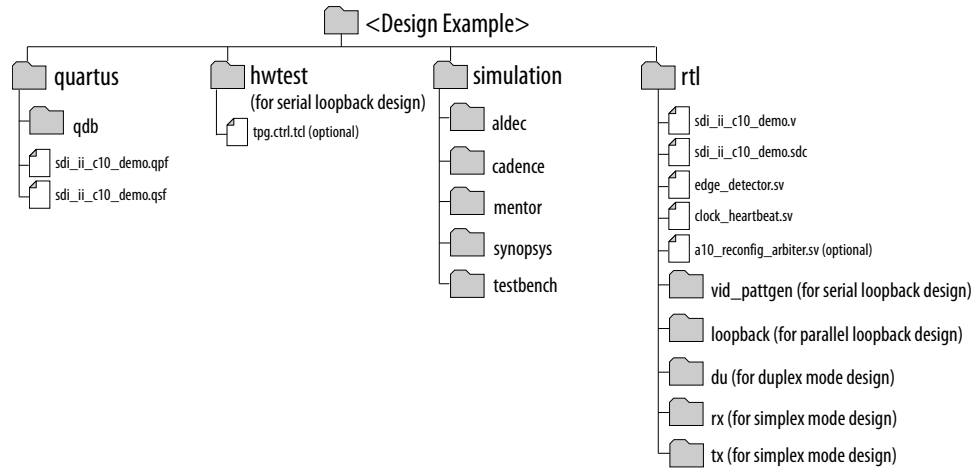 <Design Example>
quartus
qdb
sdi_ii_c10_demo.qpf
sdi_ii_c10_demo.qsf
hwtest
(for serial loopback design)
tpg.ctrl.tcl (optional)
simulation
aldec
cadence
mentor
synopsys
testbench
rtl
sdi_ii_c10_demo.v
sdi_ii_c10_demo.sdc
edge_detector.sv
clock_heartbeat.sv
a10_reconfig_arbiter.sv (optional)
vid_pattgen (for serial loopback design)
loopback (for parallel loopback design)
du (for duplex mode design)
rx (for simplex mode design)
tx (for simplex mode design)